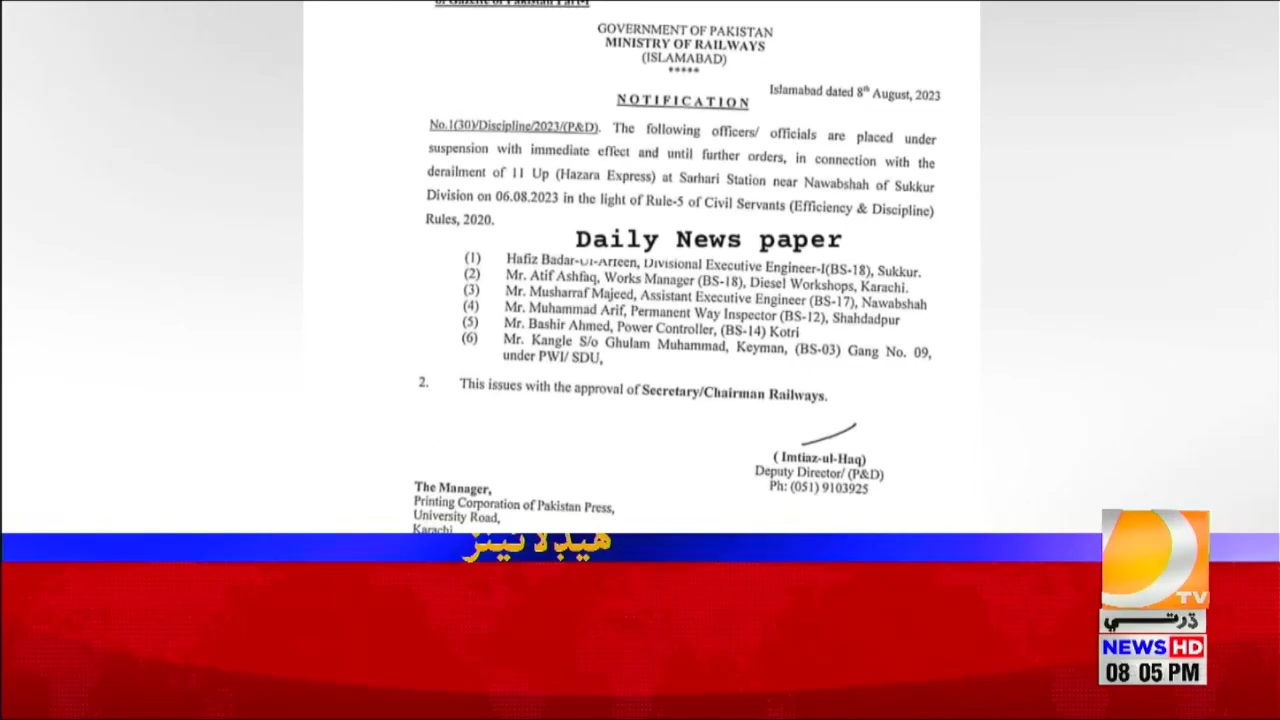 of Gazette of Pakistan Part-I
GOVERNMENT OF PAKISTAN
MINISTRY OF RAILWAYS
(ISLAMABAD)
*****
Islamabad dated 8th August, 2023
NOTIFICATION
No.1(30)/Discipline/2023/(P&D). The following officers/ officials are placed under
suspension with immediate effect and until further orders, in connection with the
derailment of 11 Up (Hazara Express) at Sarhari Station near Nawabshah of Sukkur
Division on 06.08.2023 in the light of Rule-5 of Civil Servants (Efficiency & Discipline)
Rules, 2020.
Daily News paper
(1) Hafiz Badar-Ul-Arfeen, Divisional Executive Engineer-I(BS-18), Sukkur.
(2) Mr. Atif Ashfaq, Works Manager (BS-18), Diesel Workshops, Karachi.
(3) Mr. Musharraf Majeed, Assistant Executive Engineer (BS-17), Nawabshah
(4) Mr. Muhammad Arif, Permanent Way Inspector (BS-12), Shahdadpur
(5) Mr. Bashir Ahmed, Power Controller, (BS-14) Kotri
(6) Mr. Kangle S/o Ghulam Muhammad, Keyman, (BS-03) Gang No. 09,
under PWI/ SDU,
2. This issues with the approval of Secretary/Chairman Railways.
( Imtiaz-ul-Haq)
Deputy Director/ (P&D)
Ph: (051) 9103925
The Manager,
Printing Corporation of Pakistan Press,
University Road,
Karachi
هيڊلائينز
TV
ڌرتي
NEWS HD
08 05 PM